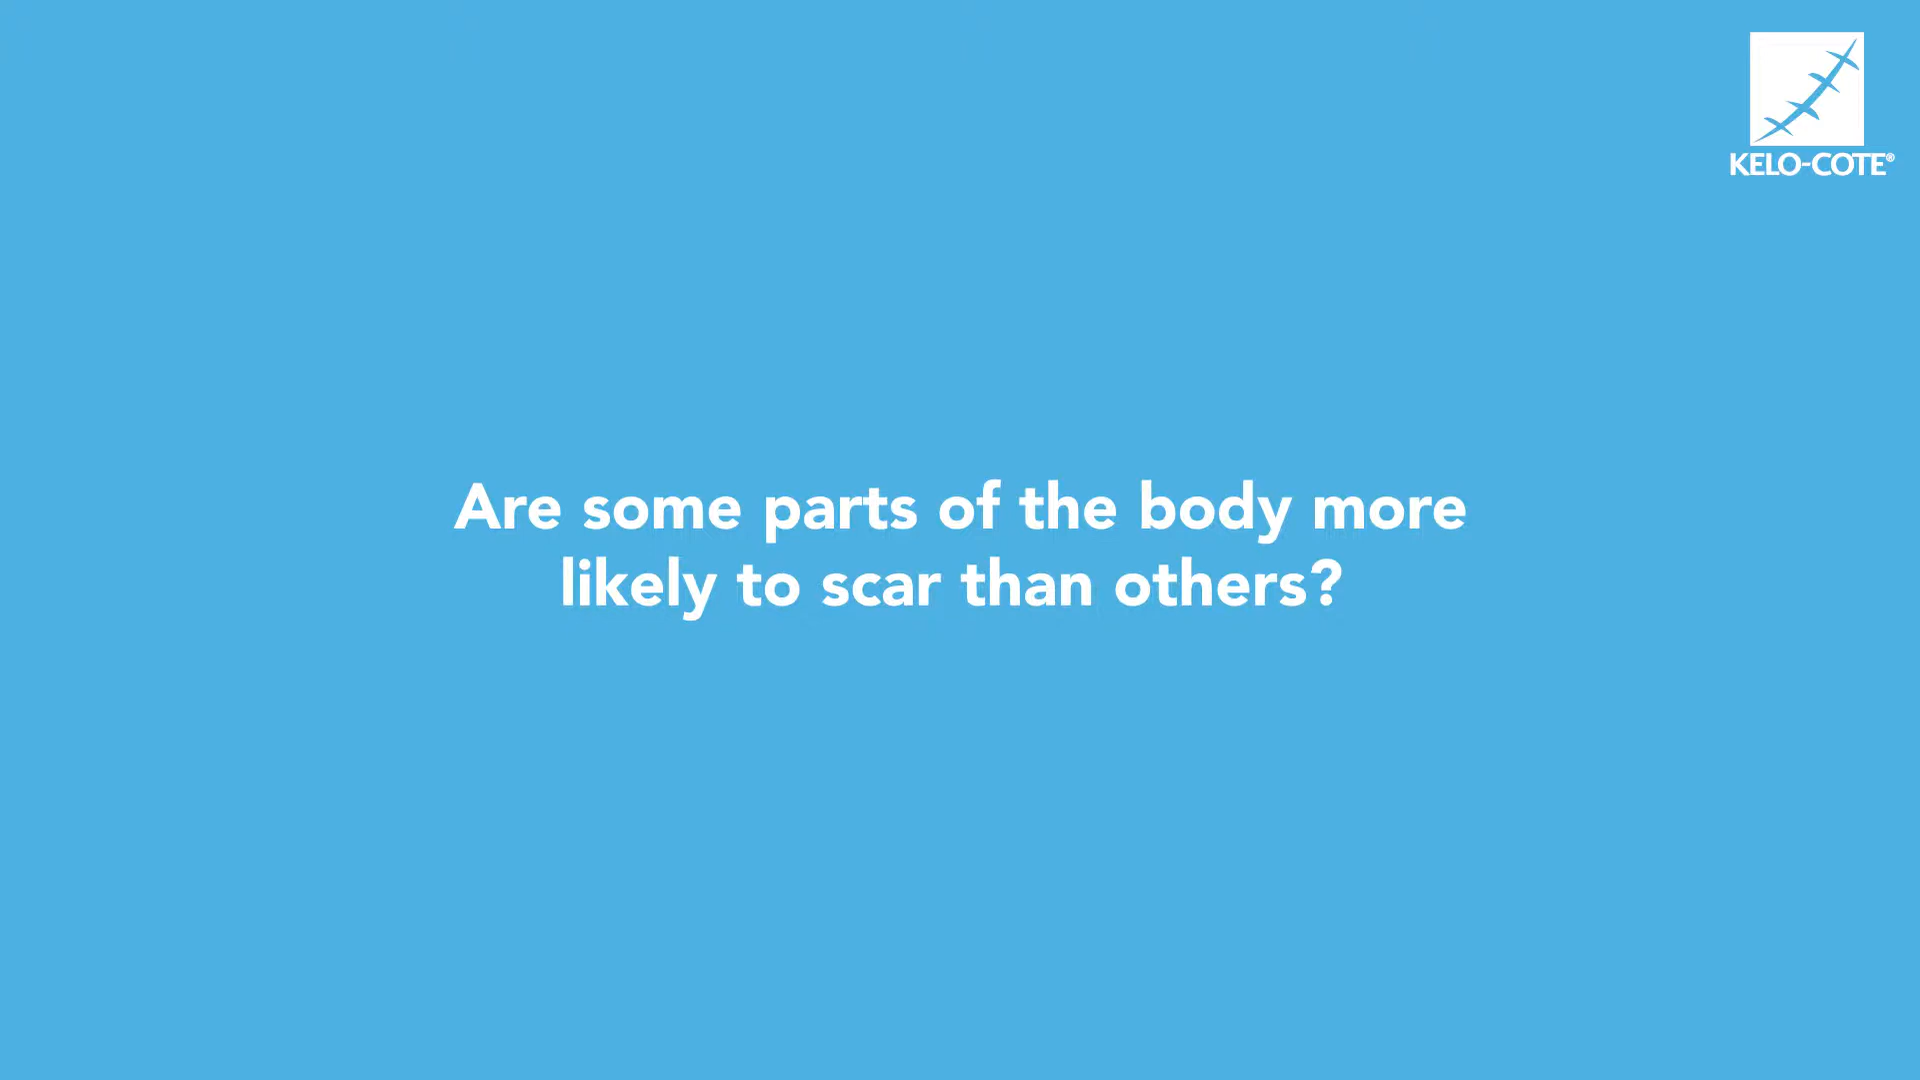 KELO-COTE®
Are some parts of the body more
likely to scar than others?